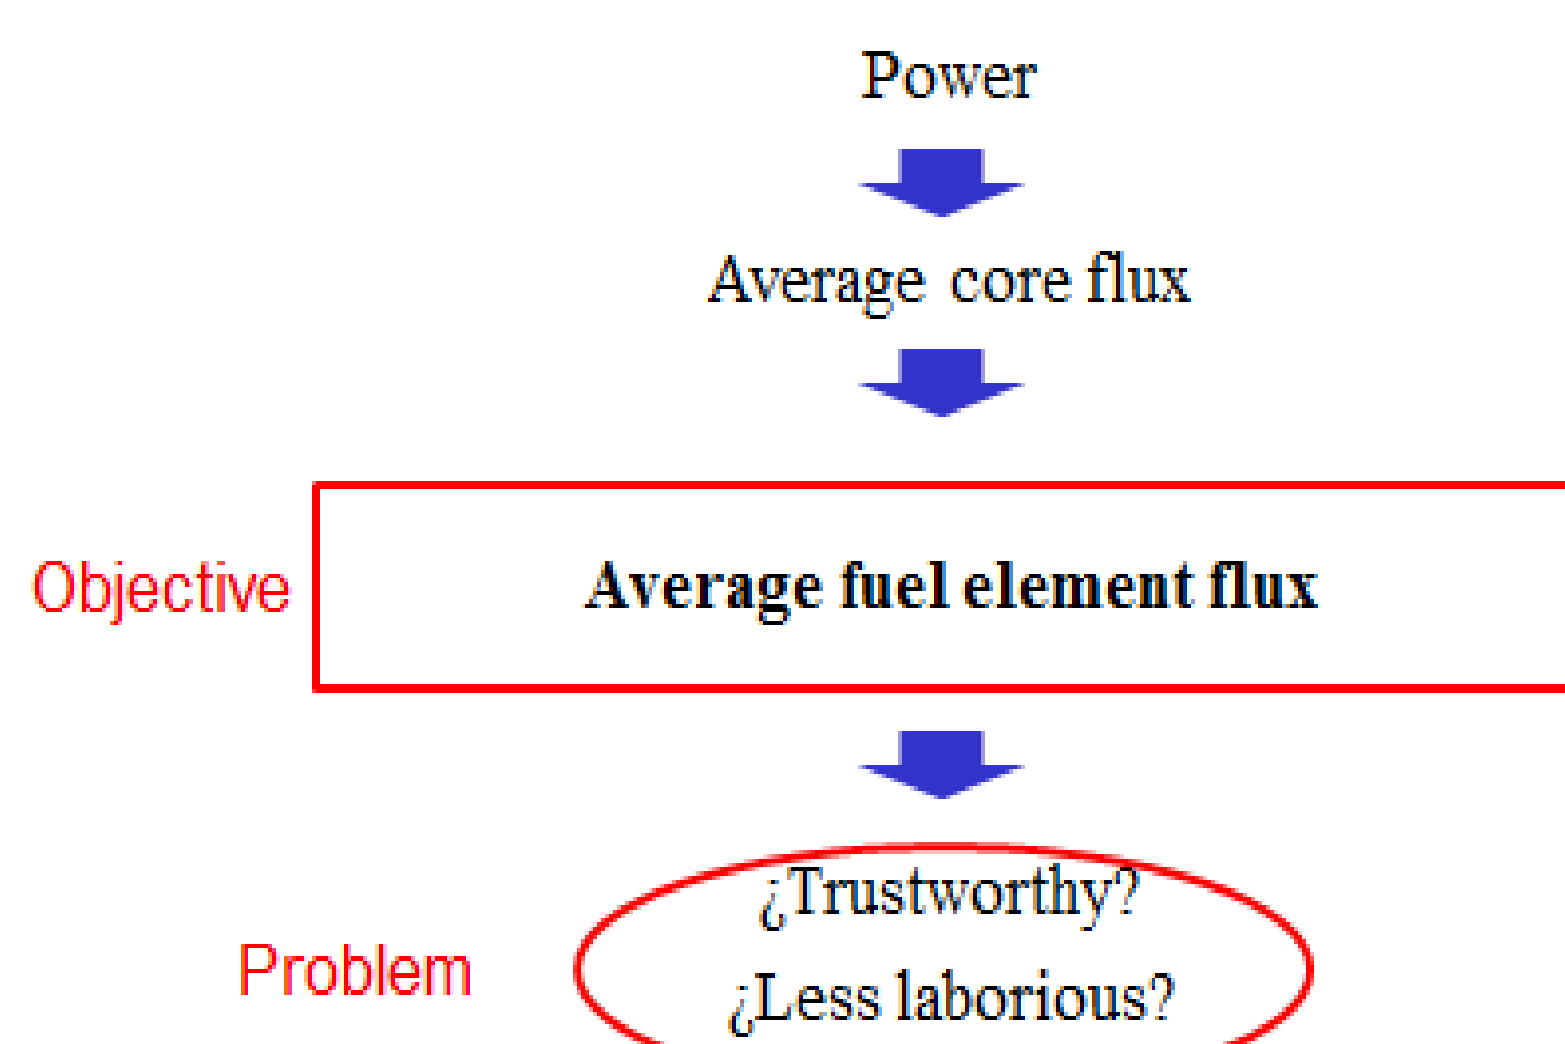 Power
Average core flux
Objective
Average fuel element flux
¿Trustworthy?
Problem
¿Less laborious?